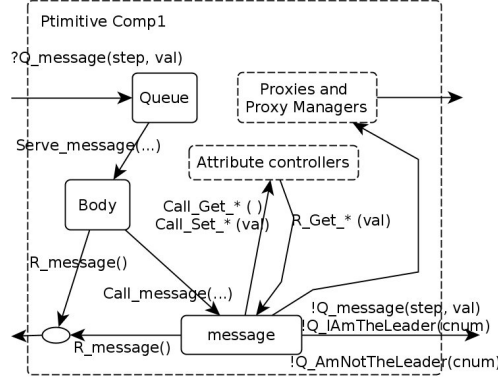 Ptimitive Comp1
?Q_message(step, val)
Queue
Proxies and
Proxy Managers
Serve_message(...)
Attribute controllers
Body
Call_Get_* ( )
Call_Set_* (val)
R_Get_* (val)
R_message()
Call_message(...)
!Q_message(step, val)
!Q_IAmTheLeader(cnum)
message
R_message()
!Q_AmNotTheLeader(cnum)